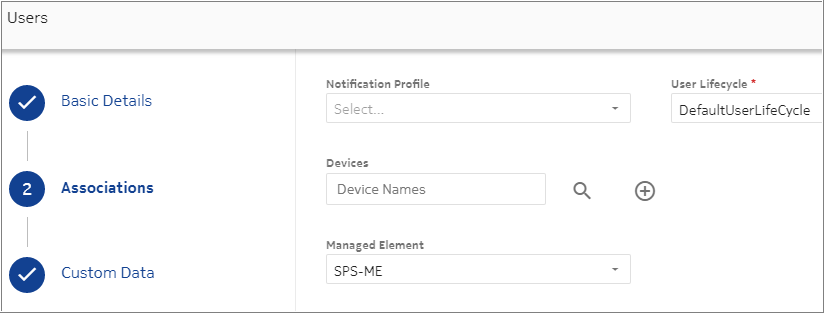 Users
Basic Details
2
Associations
Custom Data
Notification Profile
User Lifecycle *
Select...
DefaultUserLifeCycle
Devices
Device Names
Managed Element
SPS-ME